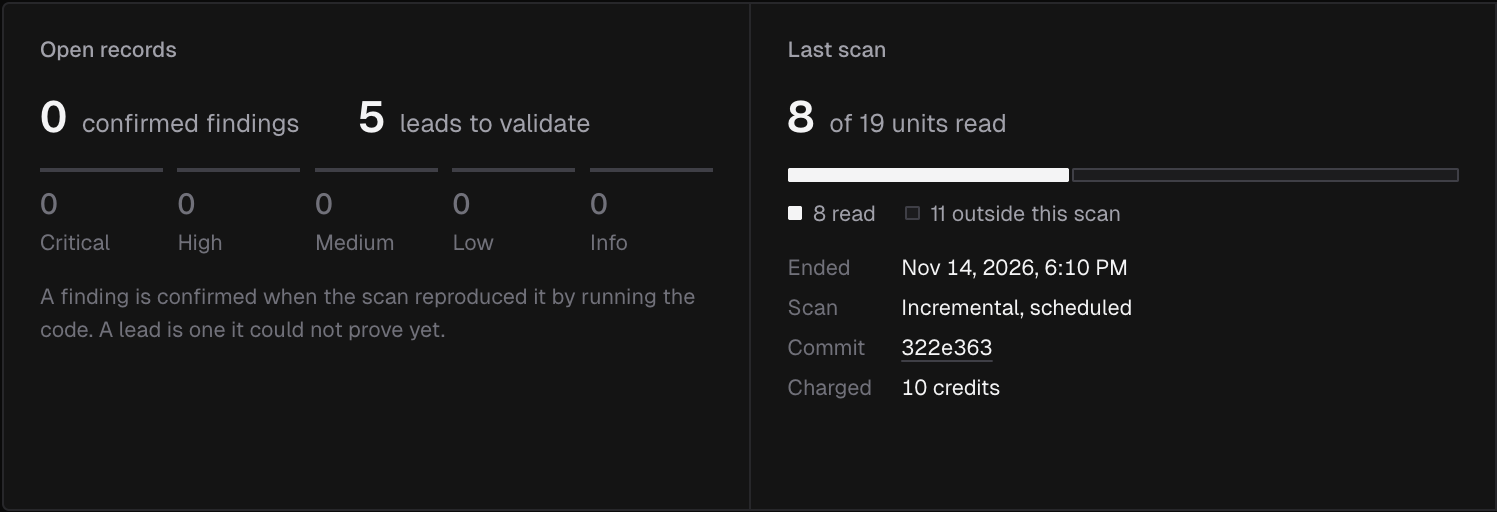 Open records
0 confirmed findings 5 leads to validate
0 0 0 0 0
Critical High Medium Low Info
A finding is confirmed when the scan reproduced it by running the
code. A lead is one it could not prove yet.
Last scan
8 of 19 units read
8 read 11 outside this scan
Ended Nov 14, 2026, 6:10 PM
Scan Incremental, scheduled
Commit 322e363
Charged 10 credits